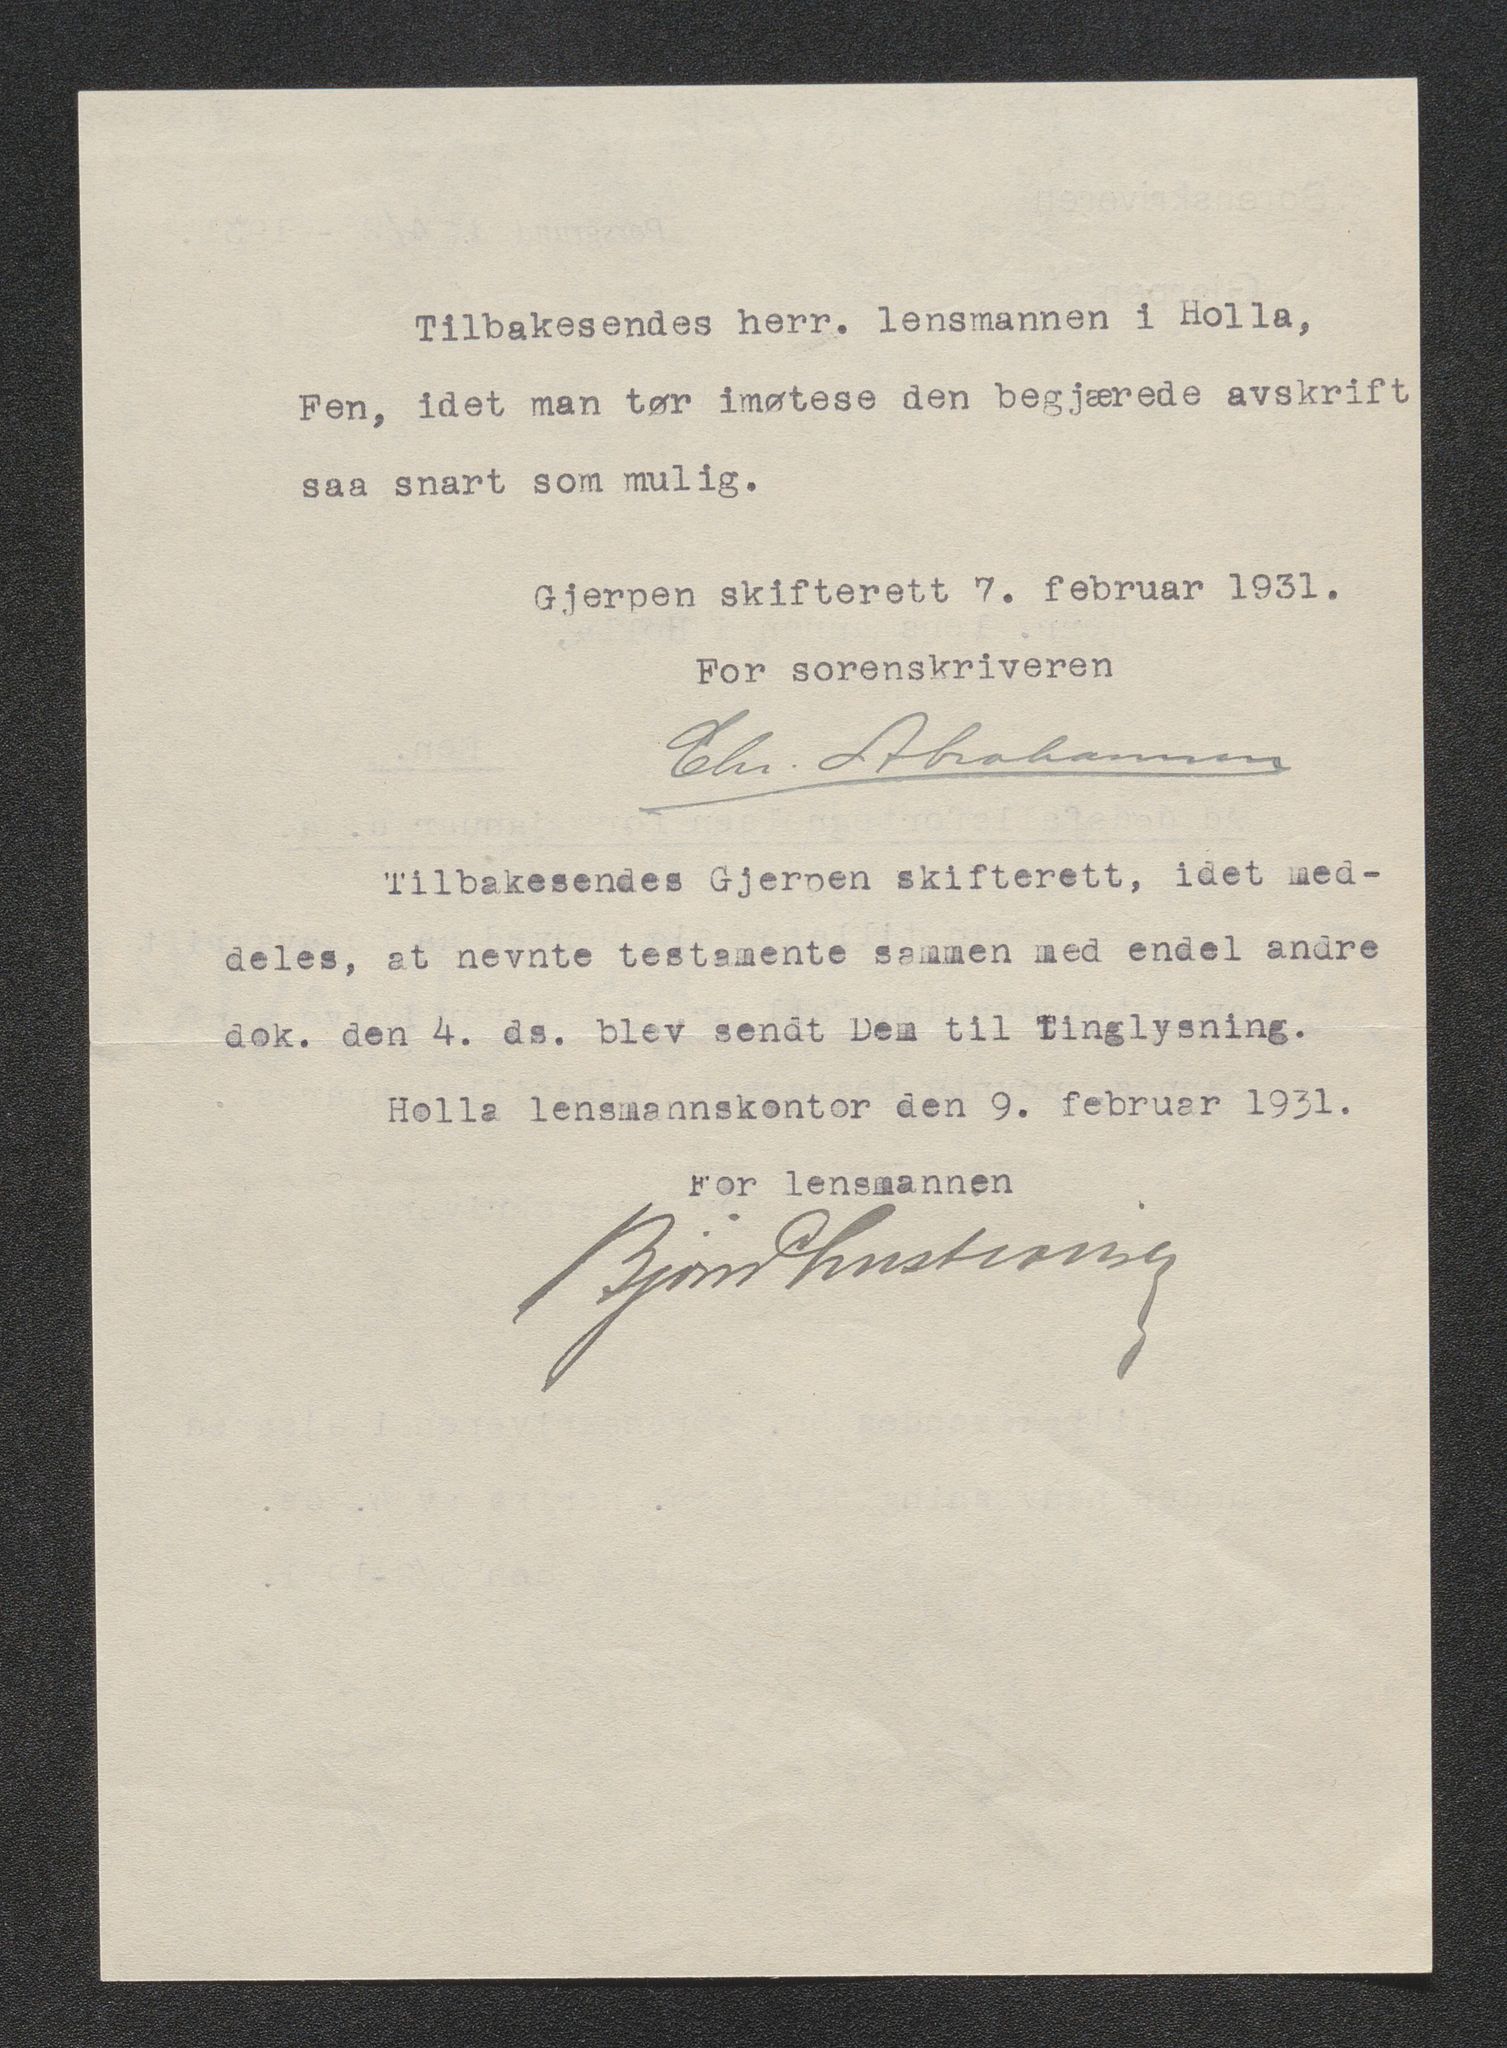 Tilbakesendes herr. lensmannen i Holla,
Fen, idet man tør imøtese den begjærede avskrift
saa snart som mulig.
Gjerpen skifterett 7. februar 1931.
For sorenskriveren
Chr. Abrahamsen
Tilbakesendes Gjerpen skifterett, idet med-
deles, at nevnte testamente sammen med endel andre
dok. den 4. ds. blev sendt Dem til tinglysning.
Holla lensmannskontor den 9. februar 1931.
For lensmannen
Bjørn Christiansen